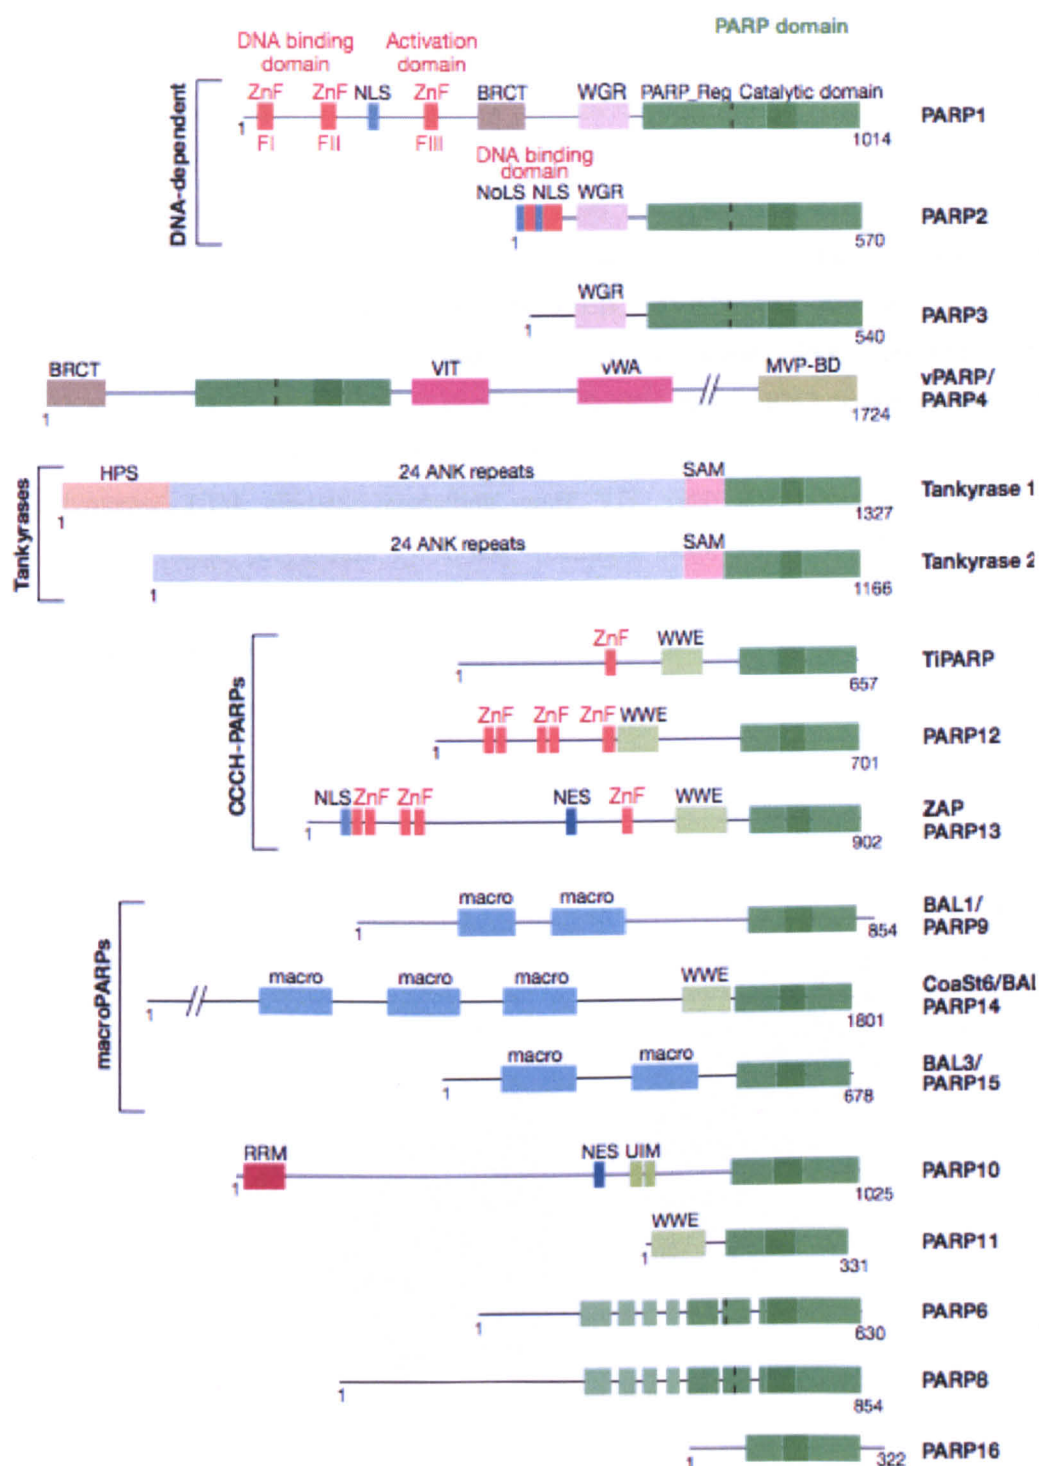 PARP domain
DNA binding domain
Activation domain
DNA-dependent
ZnF ZnF NLS ZnF BRCT WGR PARP_Reg Catalytic domain
PARP1
1 FI FII FIII 1014
DNA binding domain
NoLS NLS WGR
PARP2
1 570
WGR
PARP3
1 540
BRCT VIT vWA MVP-BD
vPARP/
PARP4
1 1724
Tankyrases
HPS 24 ANK repeats SAM
Tankyrase 1
1 1327
24 ANK repeats SAM
Tankyrase 2
1 1166
CCCH-PARPs
ZnF WWE
TiPARP
1 657
ZnF ZnF ZnF WWE
PARP12
1 701
NLS ZnF ZnF NES ZnF WWE
ZAP
PARP13
1 902
macroPARPs
macro macro
BAL1/
PARP9
1 854
macro macro macro WWE
CoaSt6/BAL
PARP14
1 1801
macro macro
BAL3/
PARP15
1 678
RRM NES UIM
PARP10
1 1025
WWE
PARP11
1 331
PARP6
1 630
PARP8
1 854
PARP16
1 322